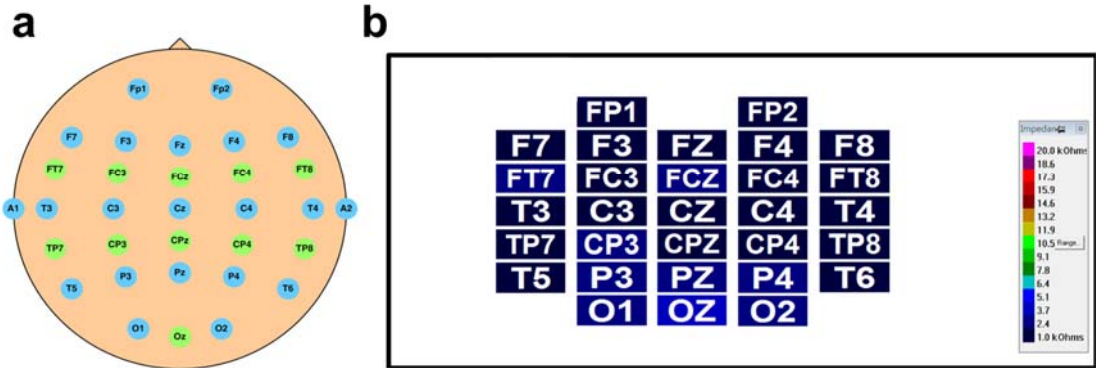 a
Fp1 Fp2
F7 F3 Fz F4 F8
FT7 FC3 FCz FC4 FT8
A1 T3 C3 Cz C4 T4 A2
TP7 CP3 CPz CP4 TP8
T5 P3 Pz P4 T6
O1 Oz O2
b
FP1 FP2
F7 F3 FZ F4 F8
FT7 FC3 FCZ FC4 FT8
T3 C3 CZ C4 T4
TP7 CP3 CPZ CP4 TP8
T5 P3 PZ P4 T6
O1 OZ O2
20.0 kOhms
18.6
17.3
15.9
14.6
13.2
11.9
10.5 Range...
9.1
7.8
6.4
5.1
3.7
2.4
1.0 kOhms